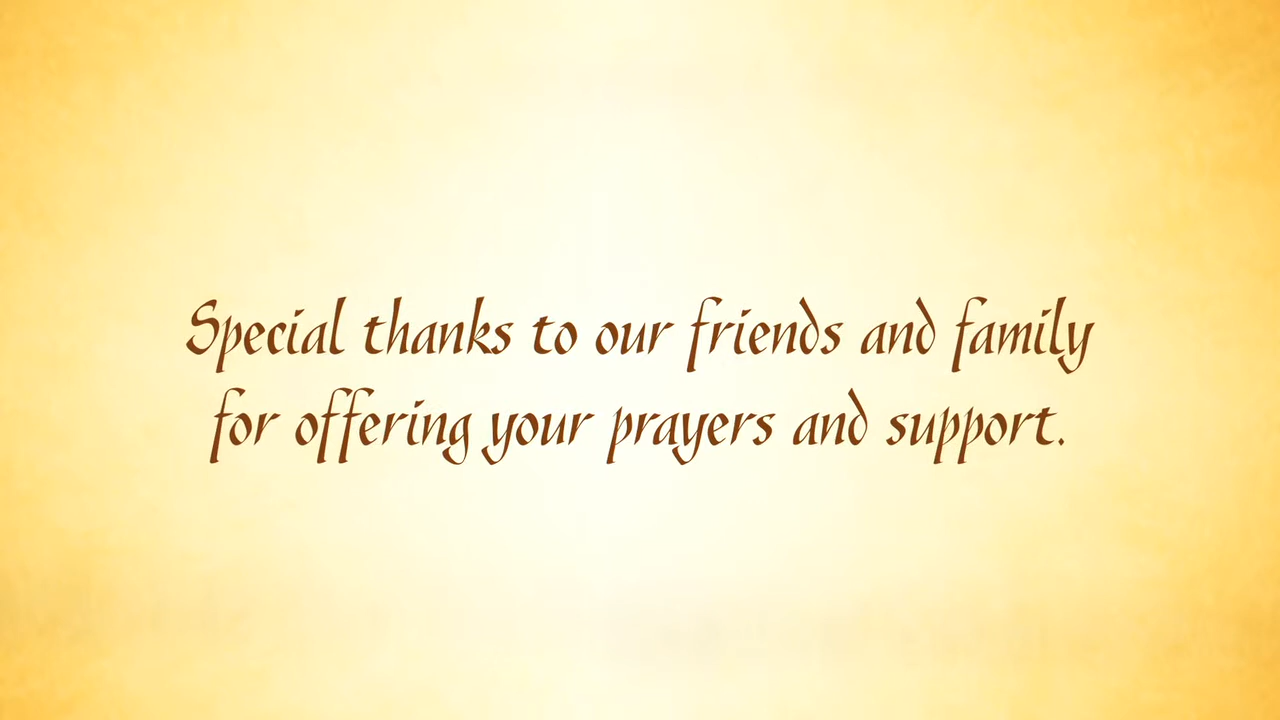 Special thanks to our friends and family
for offering your prayers and support.